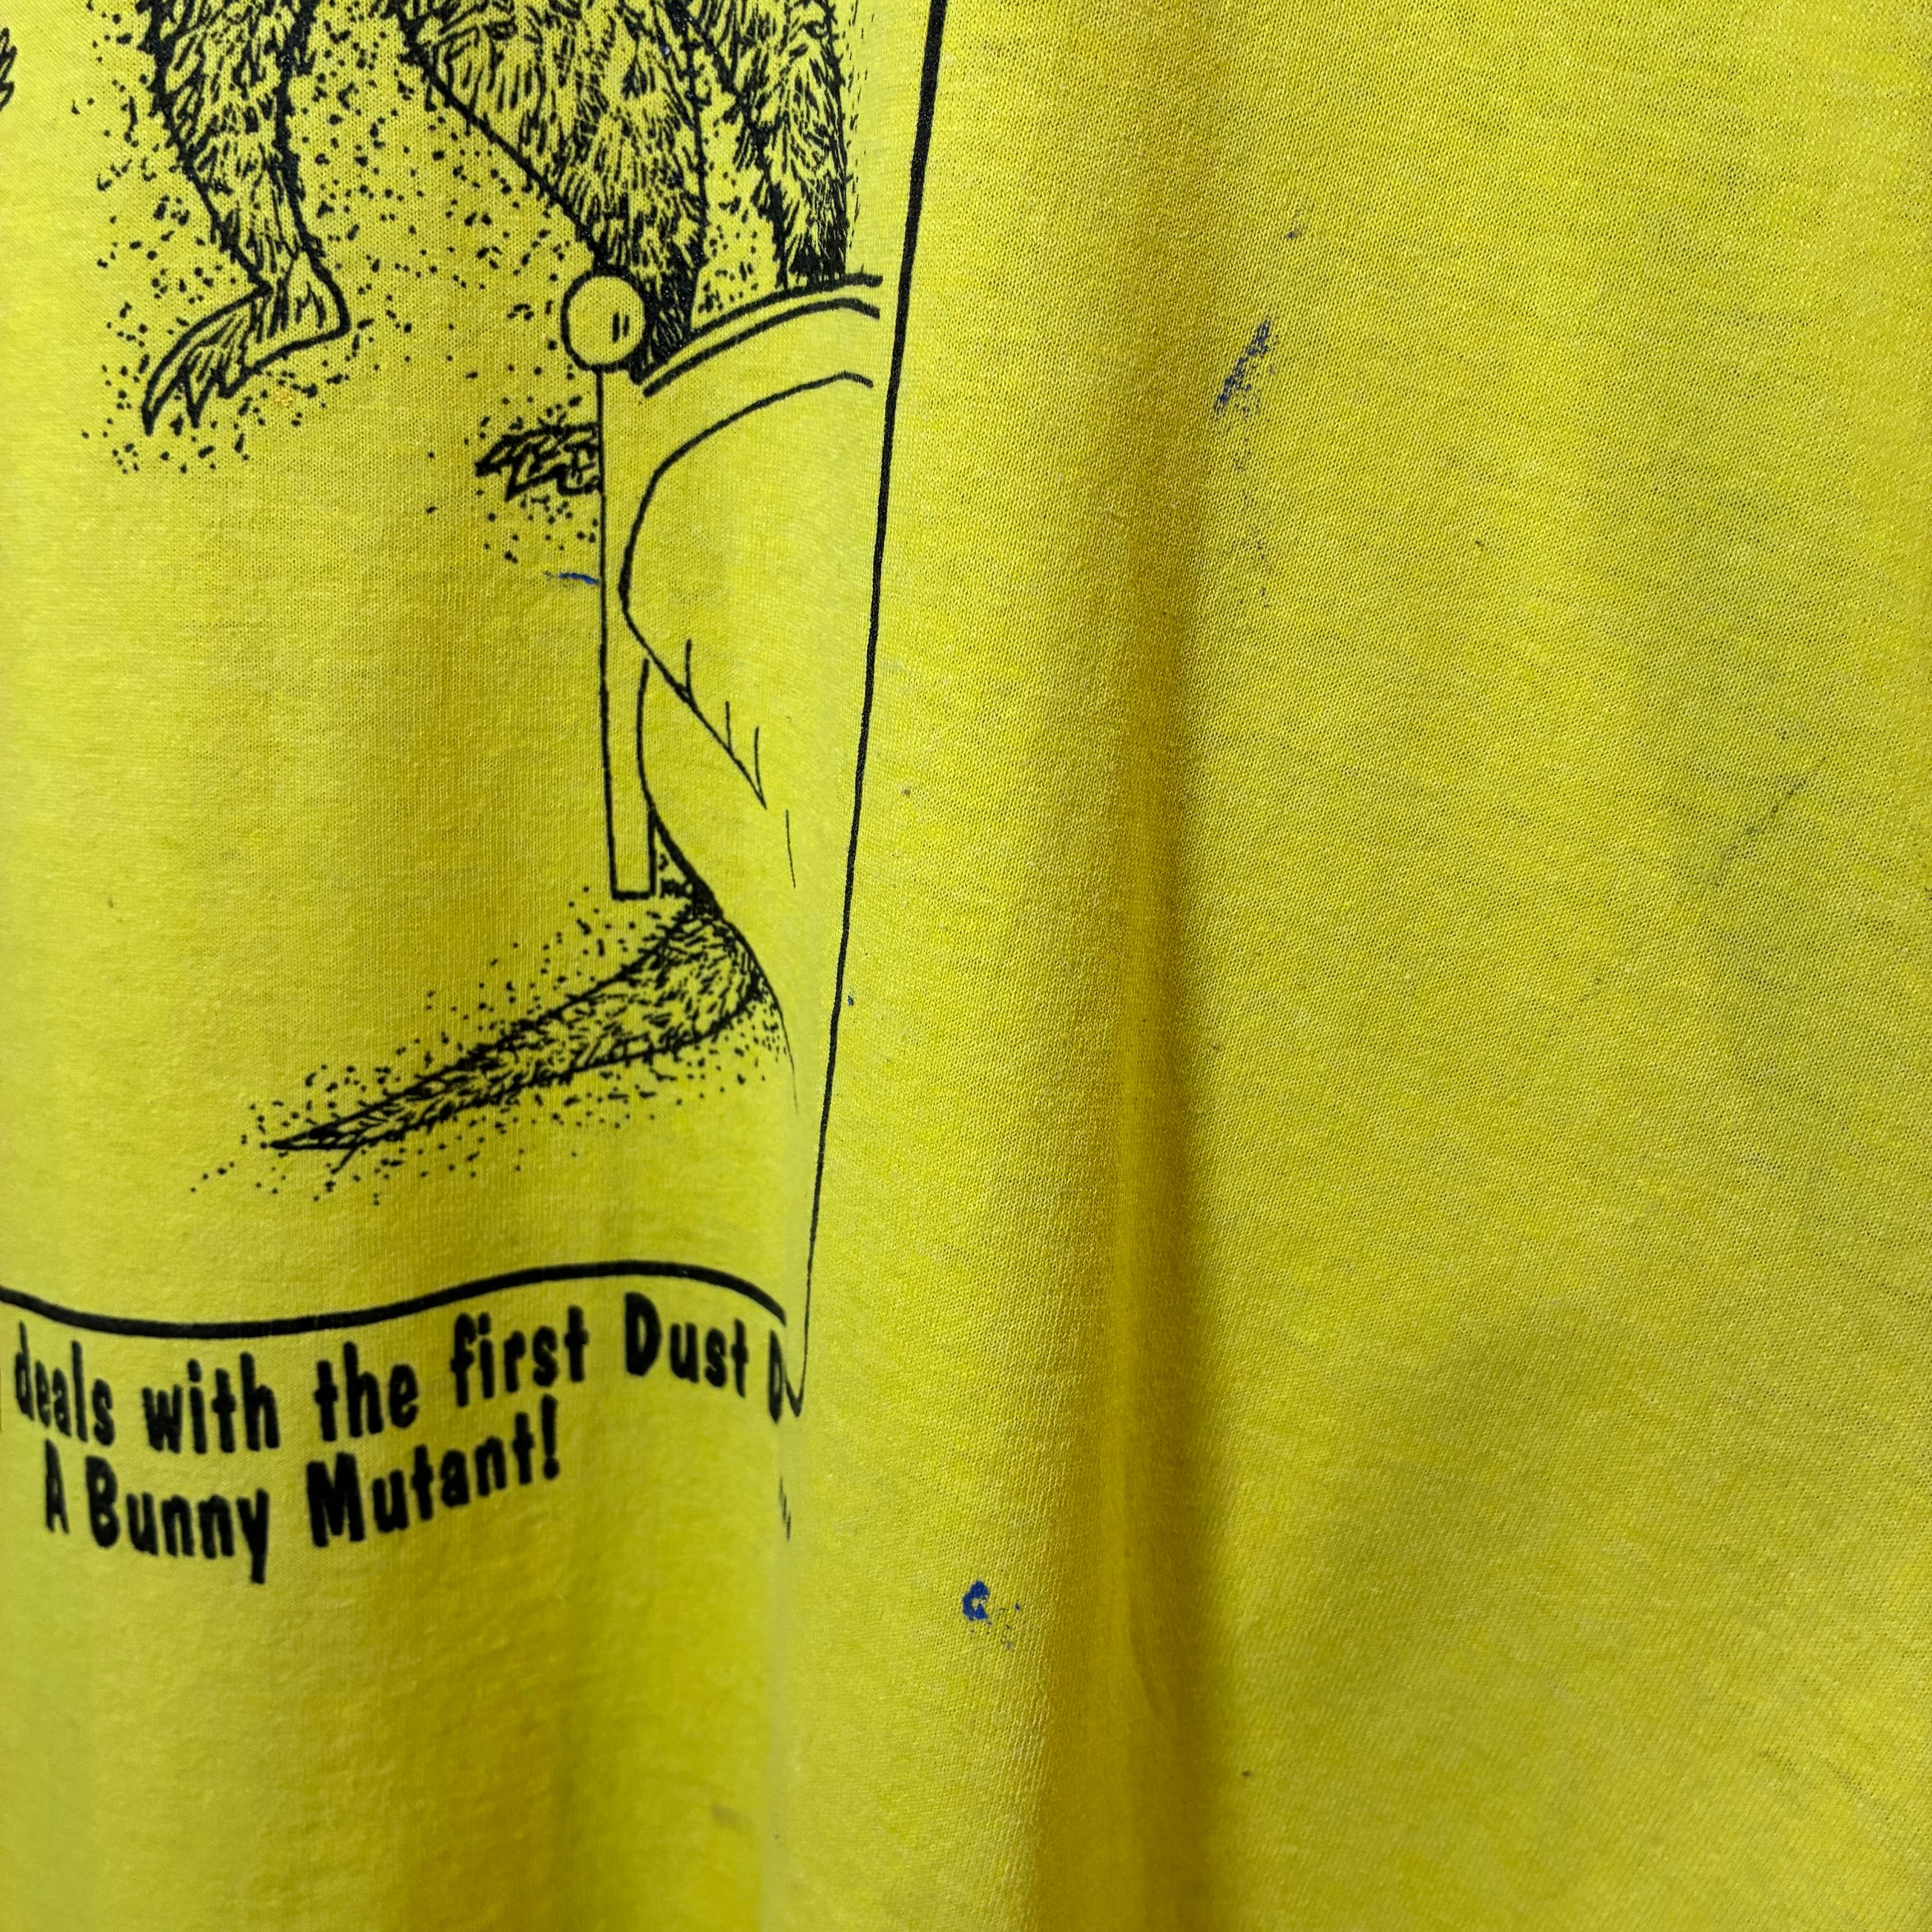 deals with the first Dust
A Bunny Mutant!